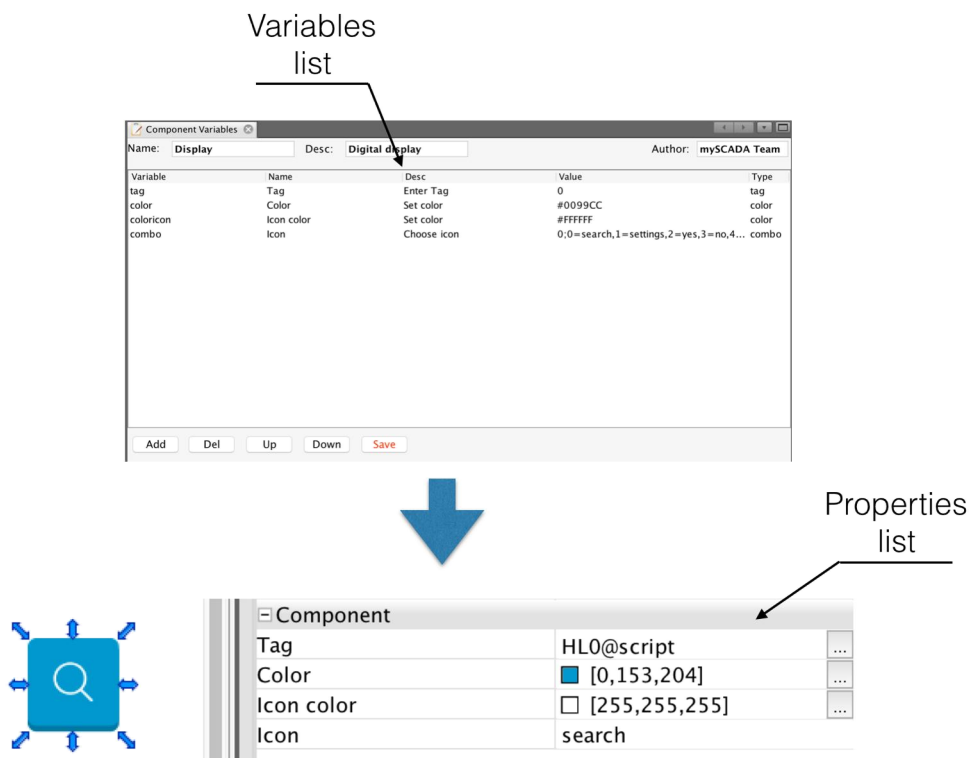 Variables
list
Component Variables
Name: Display Desc: Digital display Author: mySCADA Team
Variable Name Desc Value Type
tag Tag Enter Tag 0 tag
color Color Set color #0099CC color
coloricon Icon color Set color #FFFFFF color
combo Icon Choose icon 0;0=search,1=settings,2=yes,3=no,4... combo
Add Del Up Down Save
Properties
list
Component
Tag HL0@script ...
Color [0,153,204] ...
Icon color [255,255,255] ...
Icon search